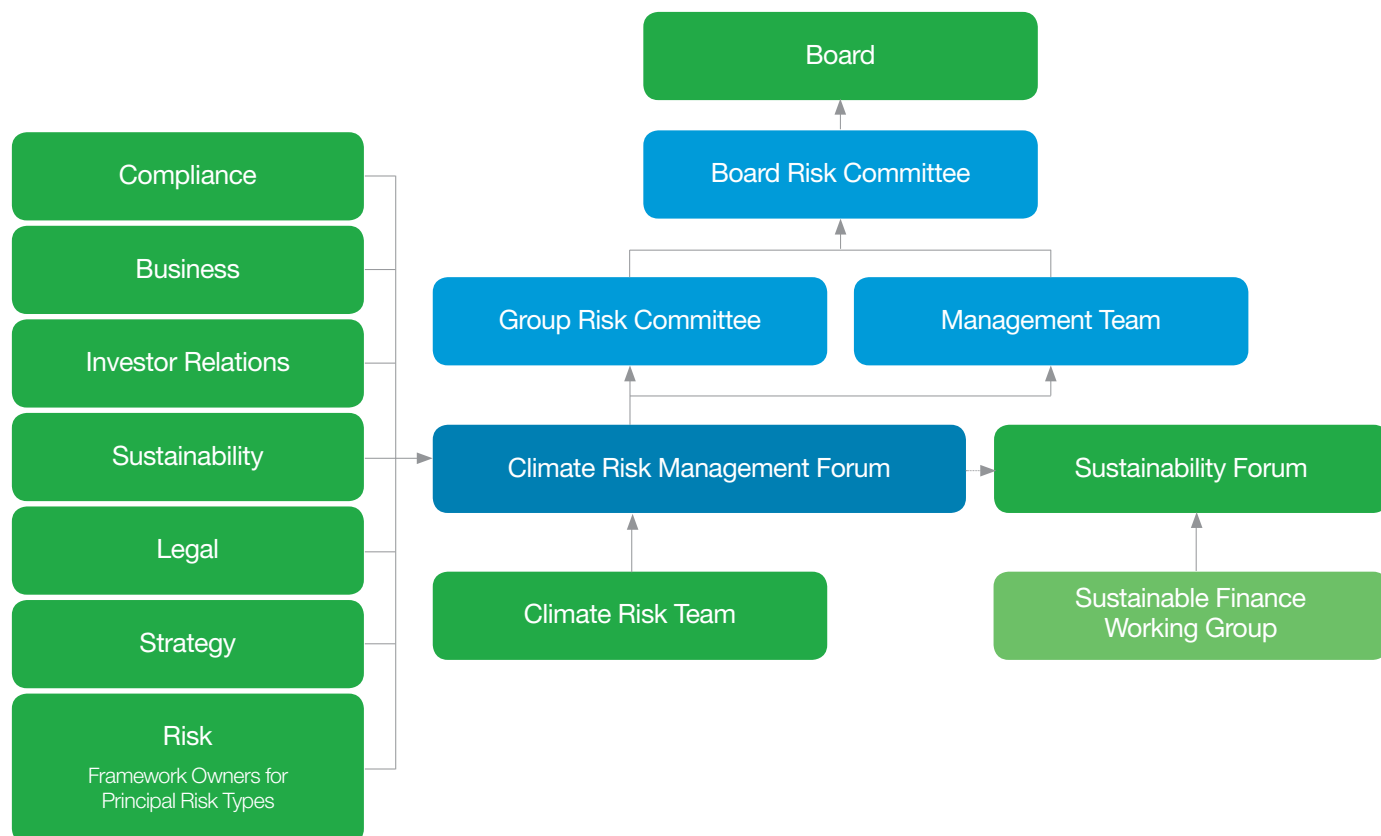 Board
Board Risk Committee
Compliance
Business
Investor Relations
Sustainability
Legal
Strategy
Risk
Framework Owners for
Principal Risk Types
Group Risk Committee
Management Team
Climate Risk Management Forum
Sustainability Forum
Climate Risk Team
Sustainable Finance
Working Group